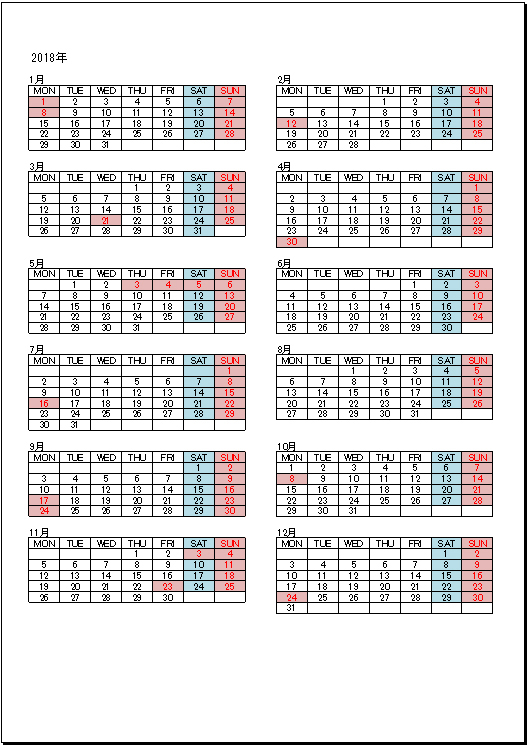 2018年
1月
MON TUE WED THU FRI SAT SUN
1 2 3 4 5 6 7
8 9 10 11 12 13 14
15 16 17 18 19 20 21
22 23 24 25 26 27 28
29 30 31
2月
MON TUE WED THU FRI SAT SUN
1 2 3 4
5 6 7 8 9 10 11
12 13 14 15 16 17 18
19 20 21 22 23 24 25
26 27 28
3月
MON TUE WED THU FRI SAT SUN
1 2 3 4
5 6 7 8 9 10 11
12 13 14 15 16 17 18
19 20 21 22 23 24 25
26 27 28 29 30 31
4月
MON TUE WED THU FRI SAT SUN
1
2 3 4 5 6 7 8
9 10 11 12 13 14 15
16 17 18 19 20 21 22
23 24 25 26 27 28 29
30
5月
MON TUE WED THU FRI SAT SUN
1 2 3 4 5 6
7 8 9 10 11 12 13
14 15 16 17 18 19 20
21 22 23 24 25 26 27
28 29 30 31
6月
MON TUE WED THU FRI SAT SUN
1 2 3
4 5 6 7 8 9 10
11 12 13 14 15 16 17
18 19 20 21 22 23 24
25 26 27 28 29 30
7月
MON TUE WED THU FRI SAT SUN
1
2 3 4 5 6 7 8
9 10 11 12 13 14 15
16 17 18 19 20 21 22
23 24 25 26 27 28 29
30 31
8月
MON TUE WED THU FRI SAT SUN
1 2 3 4 5
6 7 8 9 10 11 12
13 14 15 16 17 18 19
20 21 22 23 24 25 26
27 28 29 30 31
9月
MON TUE WED THU FRI SAT SUN
1 2
3 4 5 6 7 8 9
10 11 12 13 14 15 16
17 18 19 20 21 22 23
24 25 26 27 28 29 30
10月
MON TUE WED THU FRI SAT SUN
1 2 3 4 5 6 7
8 9 10 11 12 13 14
15 16 17 18 19 20 21
22 23 24 25 26 27 28
29 30 31
11月
MON TUE WED THU FRI SAT SUN
1 2 3 4
5 6 7 8 9 10 11
12 13 14 15 16 17 18
19 20 21 22 23 24 25
26 27 28 29 30
12月
MON TUE WED THU FRI SAT SUN
1 2
3 4 5 6 7 8 9
10 11 12 13 14 15 16
17 18 19 20 21 22 23
24 25 26 27 28 29 30
31